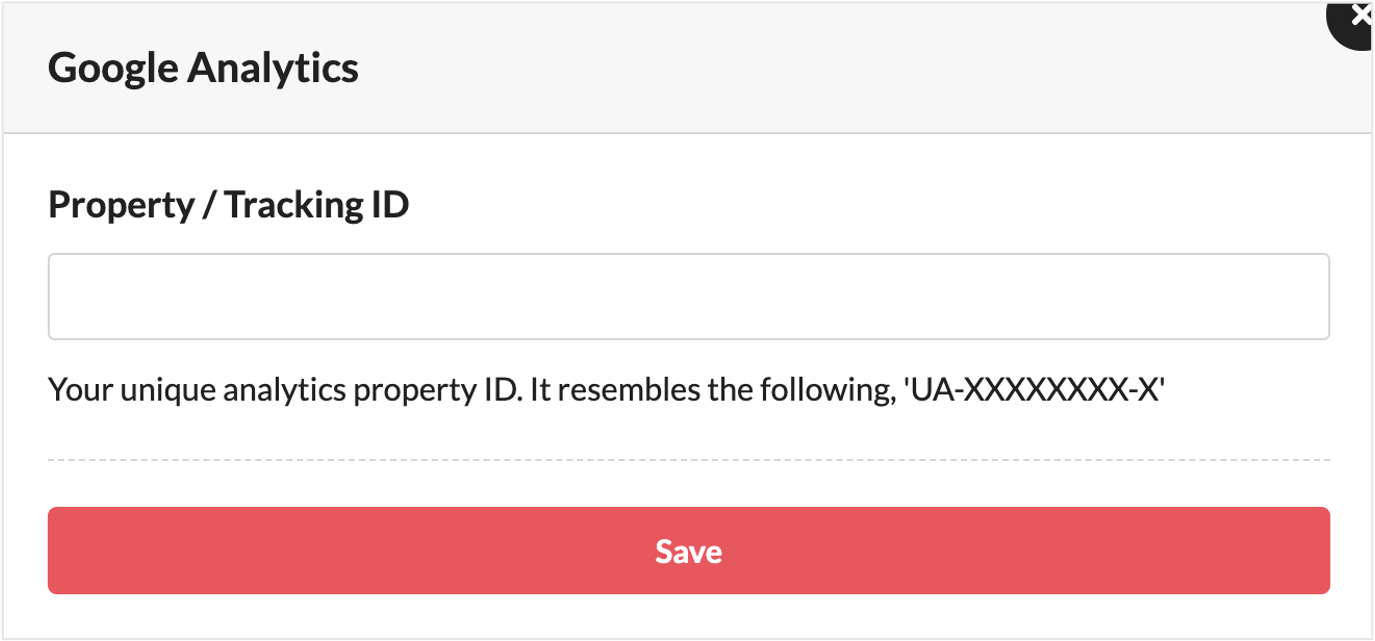 Google Analytics
Property / Tracking ID
Your unique analytics property ID. It resembles the following, 'UA-XXXXXXXX-X'
Save